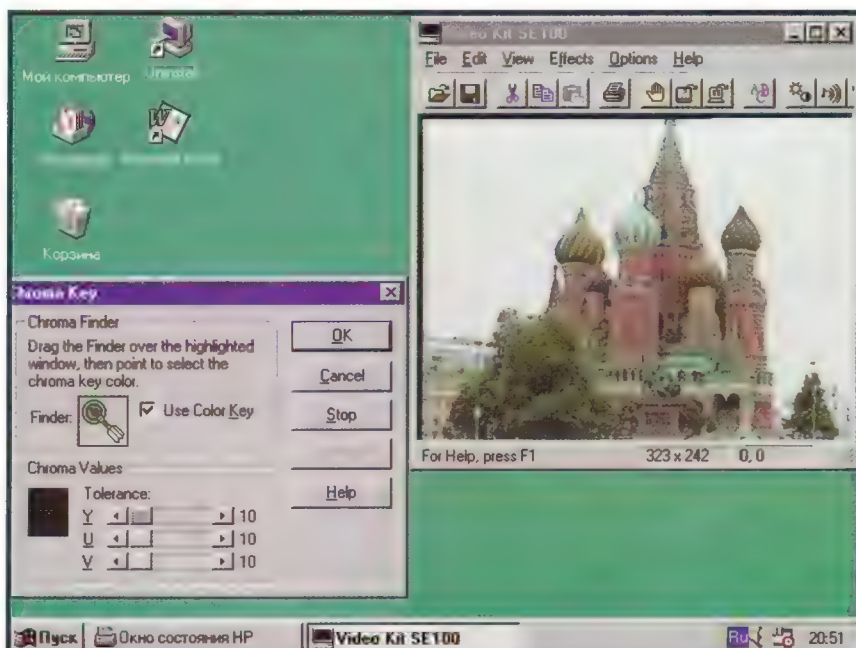 Мой компьютер
Uninstal
Корзина
Video Kit SE100
File Edit View Effects Options Help
For Help, press F1 323 x 242 0, 0
Chroma Key
Chroma Finder
Drag the Finder over the highlighted
window, then point to select the
chroma key color.
Finder: Use Color Key
OK
Cancel
Stop
Help
Chroma Values
Tolerance:
Y 10
U 10
V 10
Пуск Окно состояния HP Video Kit SE100 Ru 20:51